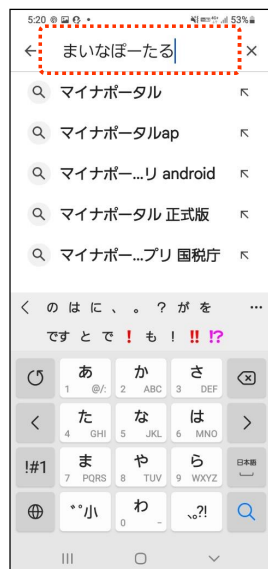 5:20 53%
まいなぽーたる
マイナポータル
マイナポータルap
マイナポー...リ android
マイナポータル 正式版
マイナポー...プリ 国税庁
の は に 、 。 ? が を ...
です と で ❗ も ! ‼ ⁉
あ 1 @/: か 2 ABC さ 3 DEF
た 4 GHI な 5 JKL は 6 MNO
!#1 ま 7 PQRS や 8 TUV ら 9 WXYZ 日本語
゛゜小 わ 0 - 、。?!